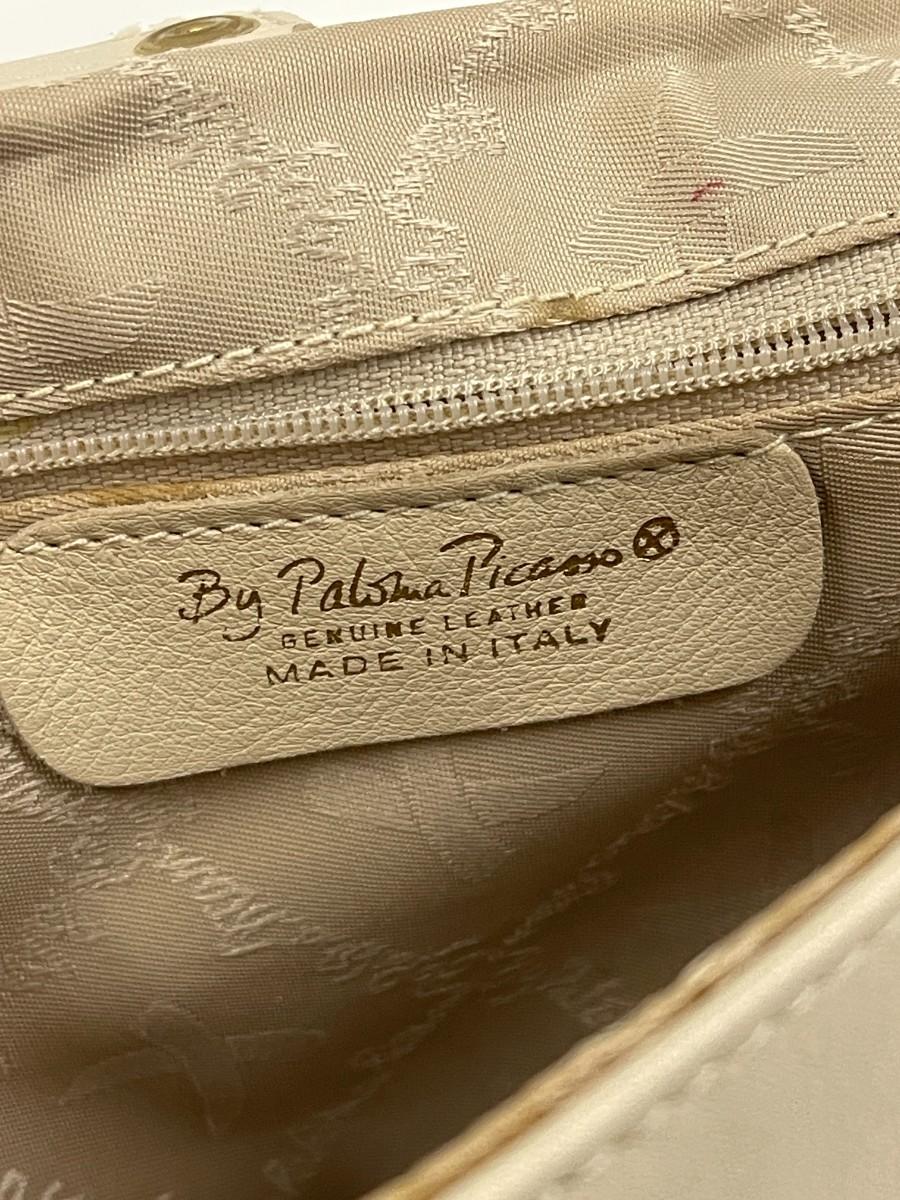 By Paloma Picasso
GENUINE LEATHER
MADE IN ITALY